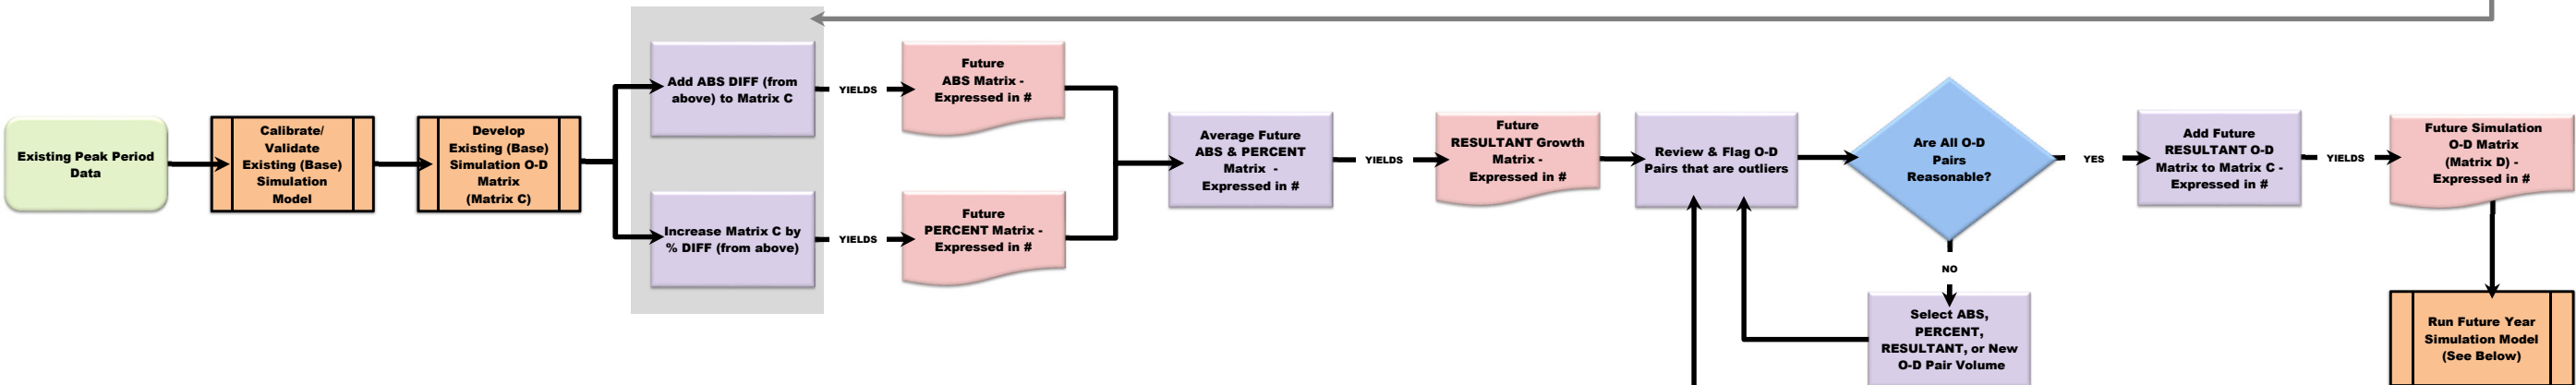 Existing Peak Period
Data
Calibrate/
Validate
Existing (Base)
Simulation
Model
Develop
Existing (Base)
Simulation O-D
Matrix
(Matrix C)
Add ABS DIFF (from
above) to Matrix C
YIELDS
Future
ABS Matrix -
Expressed in #
Increase Matrix C by
% DIFF (from above)
YIELDS
Future
PERCENT Matrix -
Expressed in #
Average Future
ABS & PERCENT
Matrix -
Expressed in #
YIELDS
Future
RESULTANT Growth
Matrix -
Expressed in #
Review & Flag O-D
Pairs that are outliers
Are All O-D
Pairs
Reasonable?
NO
Select ABS,
PERCENT,
RESULTANT, or New
O-D Pair Volume
YES
Add Future
RESULTANT O-D
Matrix to Matrix C -
Expressed in #
YIELDS
Future Simulation
O-D Matrix
(Matrix D) -
Expressed in #
Run Future Year
Simulation Model
(See Below)